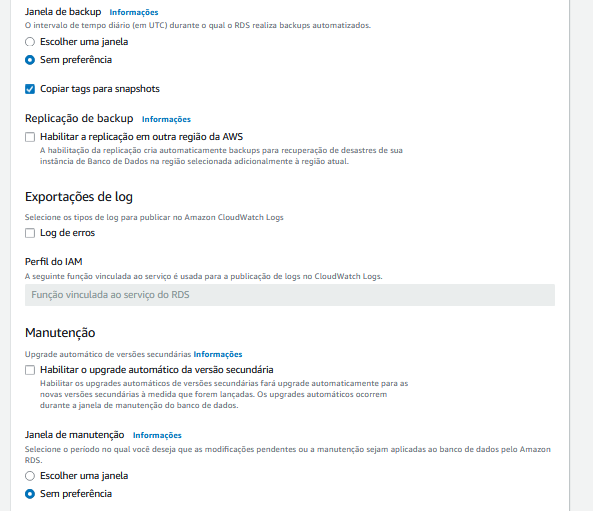 Janela de backup Informações
O intervalo de tempo diário (em UTC) durante o qual o RDS realiza backups automatizados.
Escolher uma janela
Sem preferência
Copiar tags para snapshots
Replicação de backup Informações
Habilitar a replicação em outra região da AWS
A habilitação da replicação cria automaticamente backups para recuperação de desastres de sua
instância de Banco de Dados na região selecionada adicionalmente à região atual.
Exportações de log
Selecione os tipos de log para publicar no Amazon CloudWatch Logs
Log de erros
Perfil do IAM
A seguinte função vinculada ao serviço é usada para a publicação de logs no CloudWatch Logs.
Função vinculada ao serviço do RDS
Manutenção
Upgrade automático de versões secundárias Informações
Habilitar o upgrade automático da versão secundária
Habilitar os upgrades automáticos de versões secundárias fará upgrade automaticamente para as
novas versões secundárias à medida que forem lançadas. Os upgrades automáticos ocorrem
durante a janela de manutenção do banco de dados.
Janela de manutenção Informações
Selecione o período no qual você deseja que as modificações pendentes ou a manutenção sejam aplicadas ao banco de dados pelo Amazon
RDS.
Escolher uma janela
Sem preferência